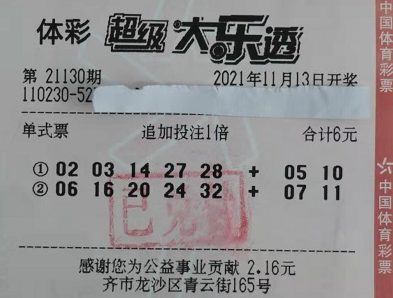 体彩 超级大乐透
第 21130期 2021年11月13日开奖
110230-52
单式票 追加投注1倍 合计6元
① 02 03 14 27 28 + 05 10
② 06 16 20 24 32 + 07 11
已兑
感谢您为公益事业贡献 2.16元
齐市龙沙区青云街165号
中国体育彩票
中国体育彩票